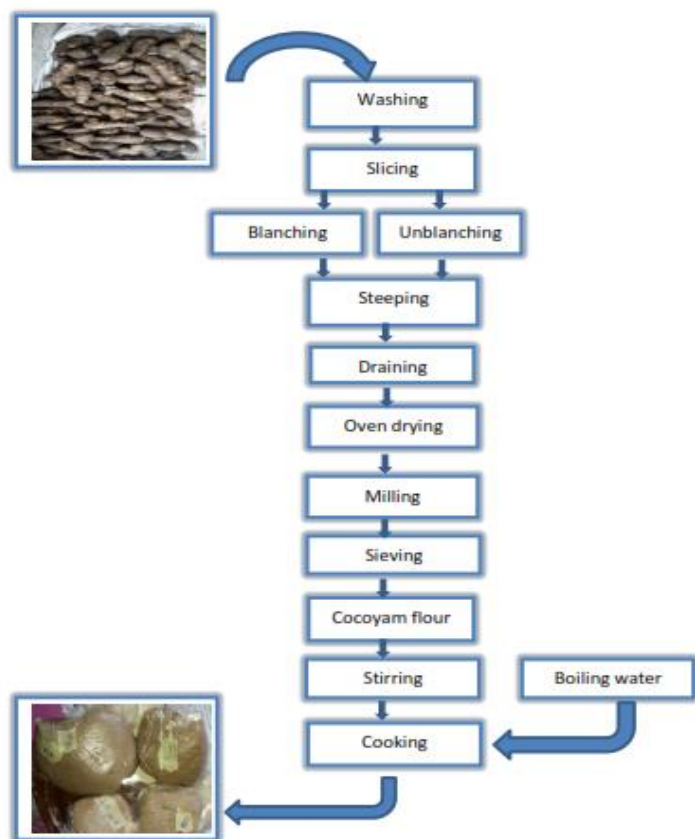 Washing
Slicing
Blanching
Unblanching
Steeping
Draining
Oven drying
Milling
Sieving
Cocoyam flour
Stirring
Boiling water
Cooking